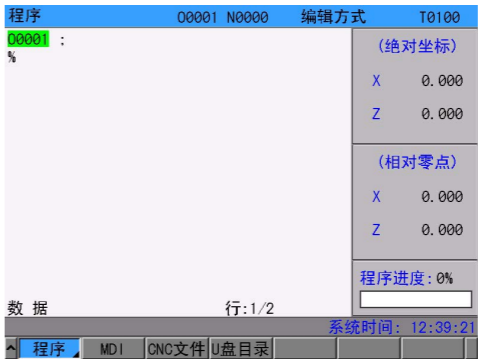 程序 O0001 N0000 编辑方式 T0100
O0001 :
%
(绝对坐标)
X 0.000
Z 0.000
(相对零点)
X 0.000
Z 0.000
程序进度: 0%
数 据 行:1/2
系统时间: 12:39:21
^ 程序 MDI CNC文件 U盘目录